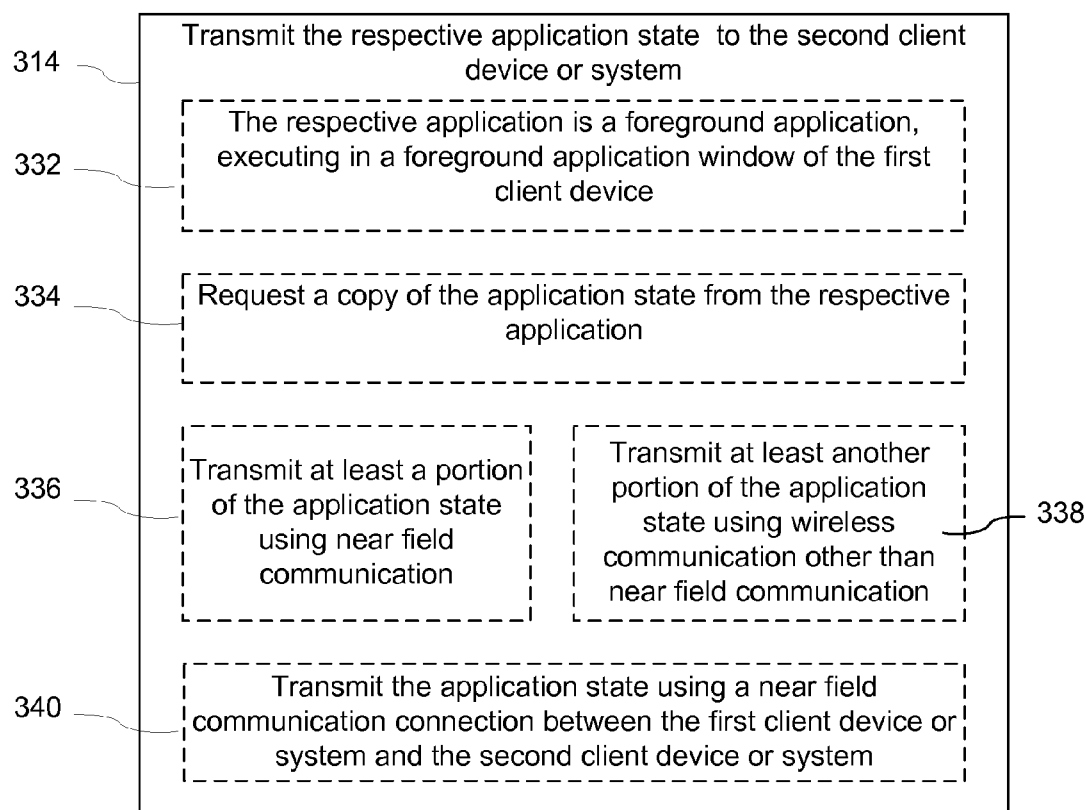 314
Transmit the respective application state to the second client
device or system
332
The respective application is a foreground application,
executing in a foreground application window of the first
client device
334
Request a copy of the application state from the respective
application
336
Transmit at least a portion
of the application state
using near field
communication
Transmit at least another
portion of the application
state using wireless
communication other than
near field communication
338
340
Transmit the application state using a near field
communication connection between the first client device or
system and the second client device or system